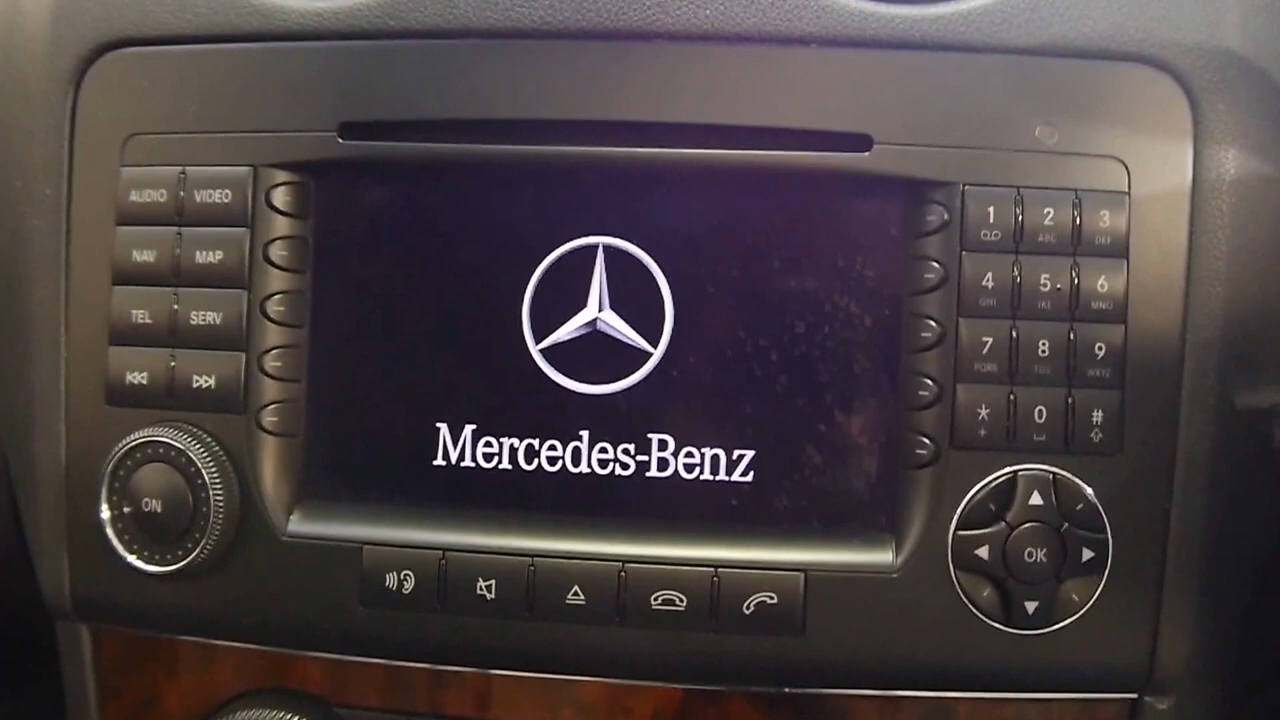 AUDIO VIDEO
NAV MAP
TEL SERV
ON
Mercedes-Benz
1 2 ABC 3 DEF
4 GHI 5 JKL 6 MNO
7 PQRS 8 TUV 9 WXYZ
* + 0 #
OK